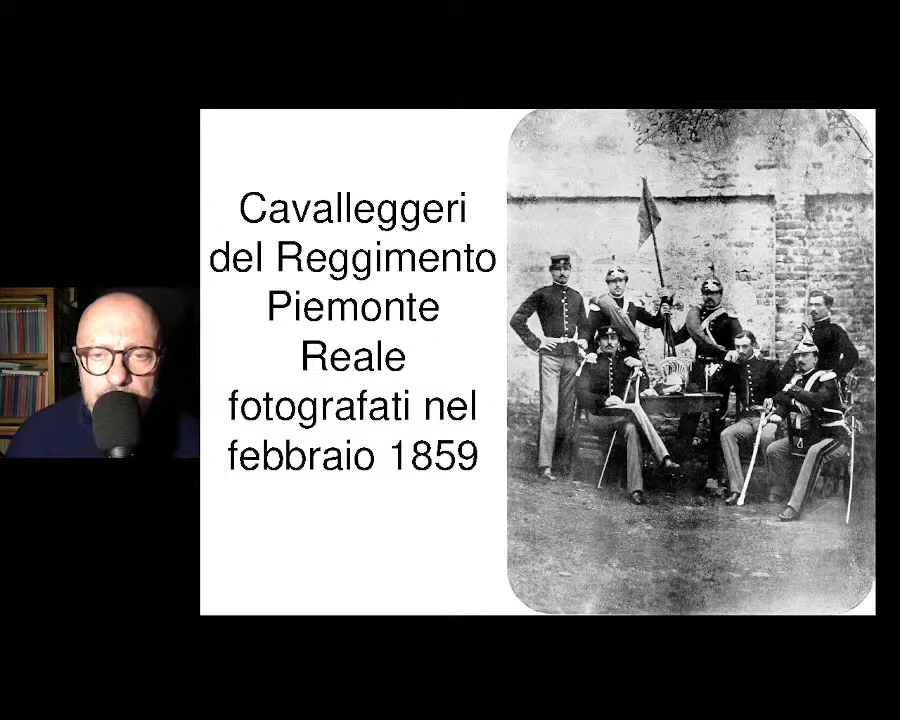 Cavalleggeri
del Reggimento
Piemonte
Reale
fotografati nel
febbraio 1859